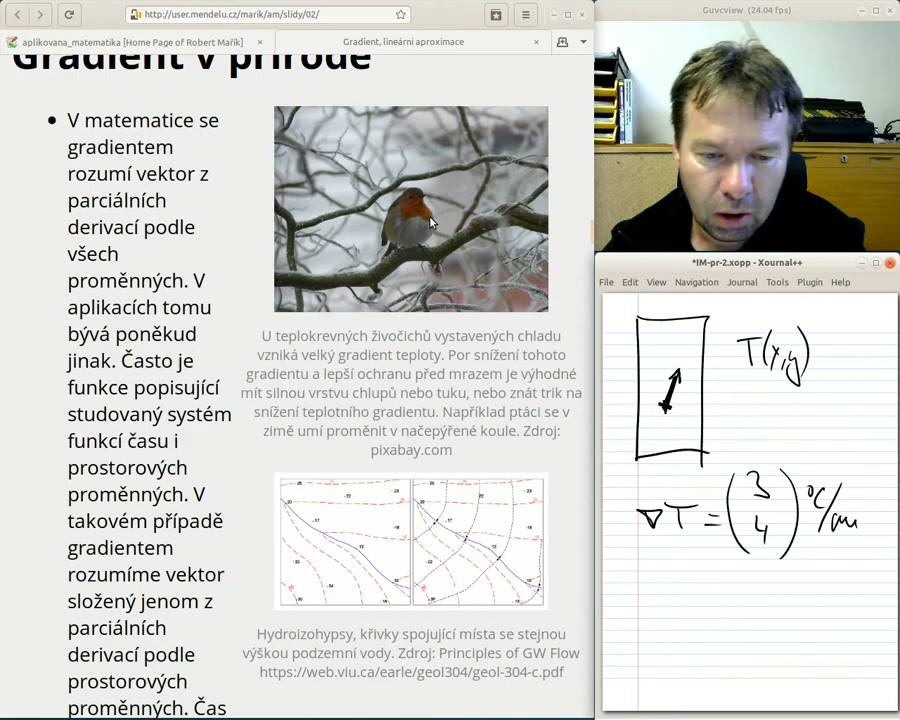 http://user.mendelu.cz/marik/am/slidy/02/
aplikovana_matematika [Home Page of Robert Mařík]
Gradient, lineární aproximace
Gradient v přírodě
V matematice se
gradientem
rozumí vektor z
parciálních
derivací podle
všech
proměnných. V
aplikacích tomu
bývá poněkud
jinak. Často je
funkce popisující
studovaný systém
funkcí času i
prostorových
proměnných. V
takovém případě
gradientem
rozumíme vektor
složený jenom z
parciálních
derivací podle
prostorových
proměnných. Čas
U teplokrevných živočichů vystavených chladu
vzniká velký gradient teploty. Por snížení tohoto
gradientu a lepší ochranu před mrazem je výhodné
mít silnou vrstvu chlupů nebo tuku, nebo znát trik na
snížení teplotního gradientu. Například ptáci se v
zimě umí proměnit v načepýřené koule. Zdroj:
pixabay.com
Hydroizohypsy, křivky spojující místa se stejnou
výškou podzemní vody. Zdroj: Principles of GW Flow
https://web.viu.ca/earle/geol304/geol-304-c.pdf
Guvcview (24.04 fps)
*IM-pr-2.xopp - Xournal++
File Edit View Navigation Journal Tools Plugin Help
T(x,y)
∇T = (3 4) °C/cm